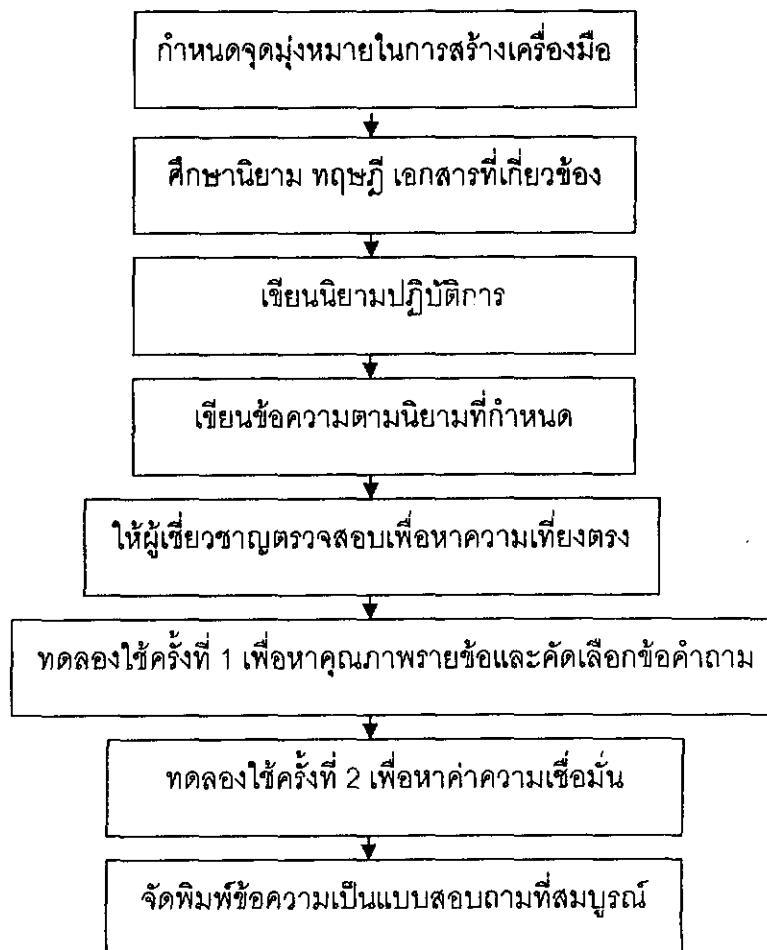 กำหนดจุดมุ่งหมายในการสร้างเครื่องมือ
ศึกษานิยาม ทฤษฎี เอกสารที่เกี่ยวข้อง
เขียนนิยามปฏิบัติการ
เขียนข้อความตามนิยามที่กำหนด
ให้ผู้เชี่ยวชาญตรวจสอบเพื่อหาความเที่ยงตรง
ทดลองใช้ครั้งที่ 1 เพื่อหาคุณภาพรายข้อและคัดเลือกข้อคำถาม
ทดลองใช้ครั้งที่ 2 เพื่อหาค่าความเชื่อมั่น
จัดพิมพ์ข้อความเป็นแบบสอบถามที่สมบูรณ์